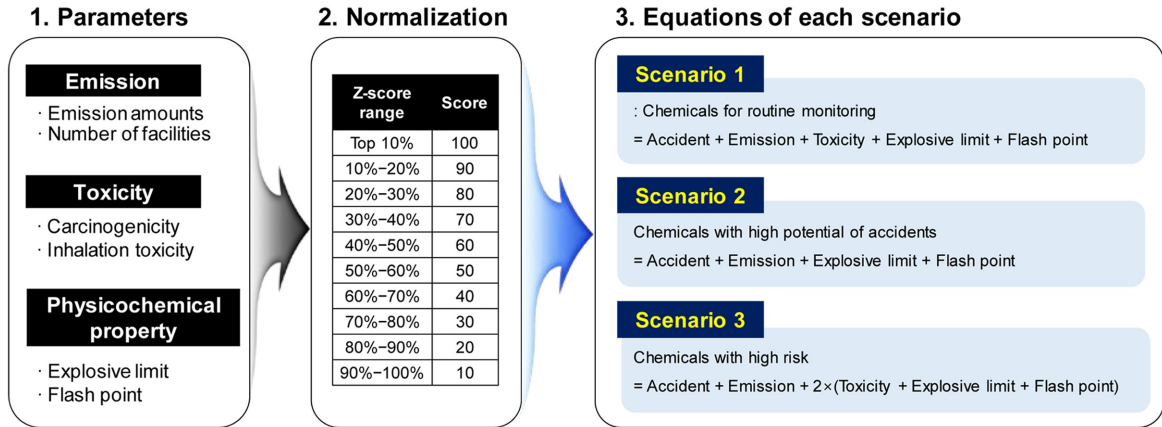 1. Parameters
Emission
· Emission amounts
· Number of facilities
Toxicity
· Carcinogenicity
· Inhalation toxicity
Physicochemical
property
· Explosive limit
· Flash point
2. Normalization
Z-score
range
Score
Top 10% 100
10%−20% 90
20%−30% 80
30%−40% 70
40%−50% 60
50%−60% 50
60%−70% 40
70%−80% 30
80%−90% 20
90%−100% 10
3. Equations of each scenario
Scenario 1
: Chemicals for routine monitoring
= Accident + Emission + Toxicity + Explosive limit + Flash point
Scenario 2
Chemicals with high potential of accidents
= Accident + Emission + Explosive limit + Flash point
Scenario 3
Chemicals with high risk
= Accident + Emission + 2×(Toxicity + Explosive limit + Flash point)